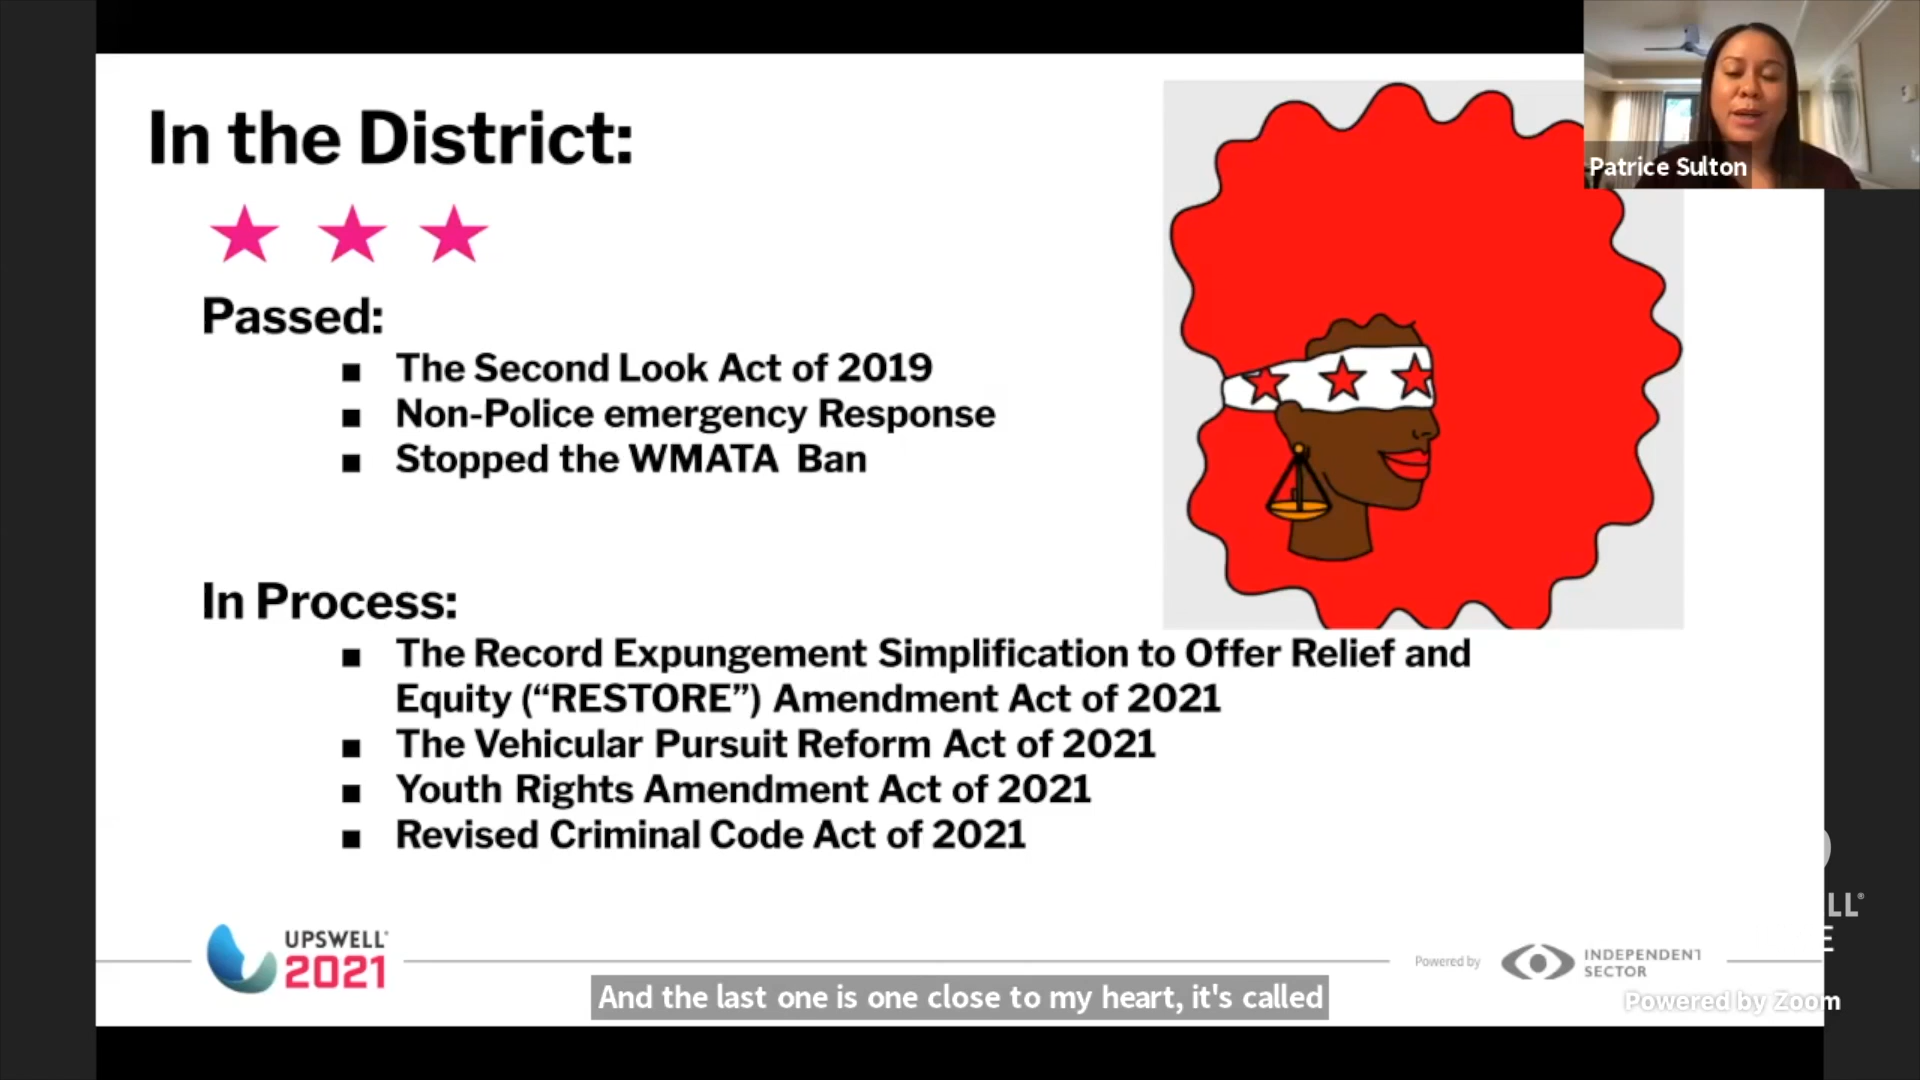 In the District:
Patrice Sulton
Passed:
■ The Second Look Act of 2019
■ Non-Police emergency Response
■ Stopped the WMATA Ban
In Process:
■ The Record Expungement Simplification to Offer Relief and
Equity (“RESTORE”) Amendment Act of 2021
■ The Vehicular Pursuit Reform Act of 2021
■ Youth Rights Amendment Act of 2021
■ Revised Criminal Code Act of 2021
UPSWELL®
2021
Powered by
INDEPENDENT
SECTOR
LL®
E
And the last one is one close to my heart, it's called
Powered by Zoom